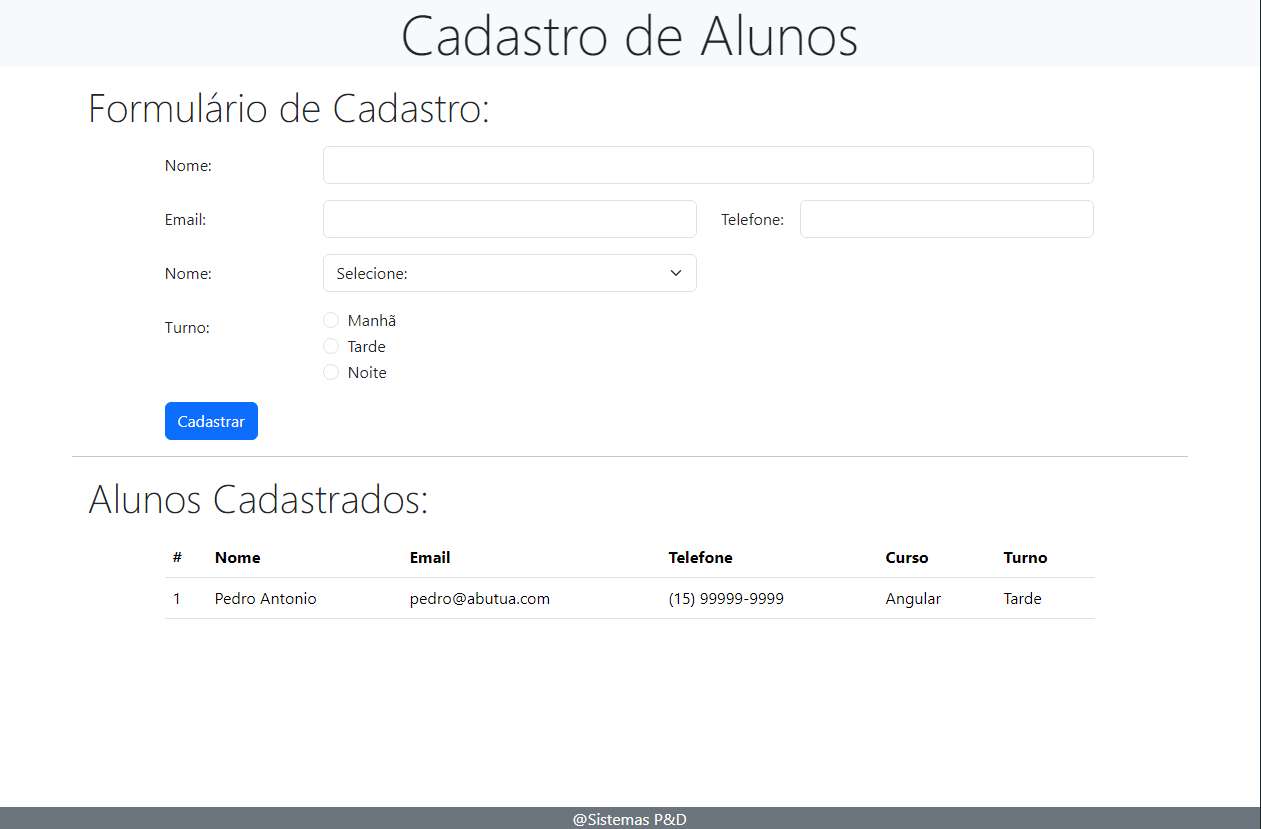 Cadastro de Alunos
Formulário de Cadastro:
Nome:
Email: Telefone:
Nome: Selecione:
Turno: Manhã
Tarde
Noite
Cadastrar
Alunos Cadastrados:
# Nome Email Telefone Curso Turno
1 Pedro Antonio pedro@abutua.com (15) 99999-9999 Angular Tarde
@Sistemas P&D